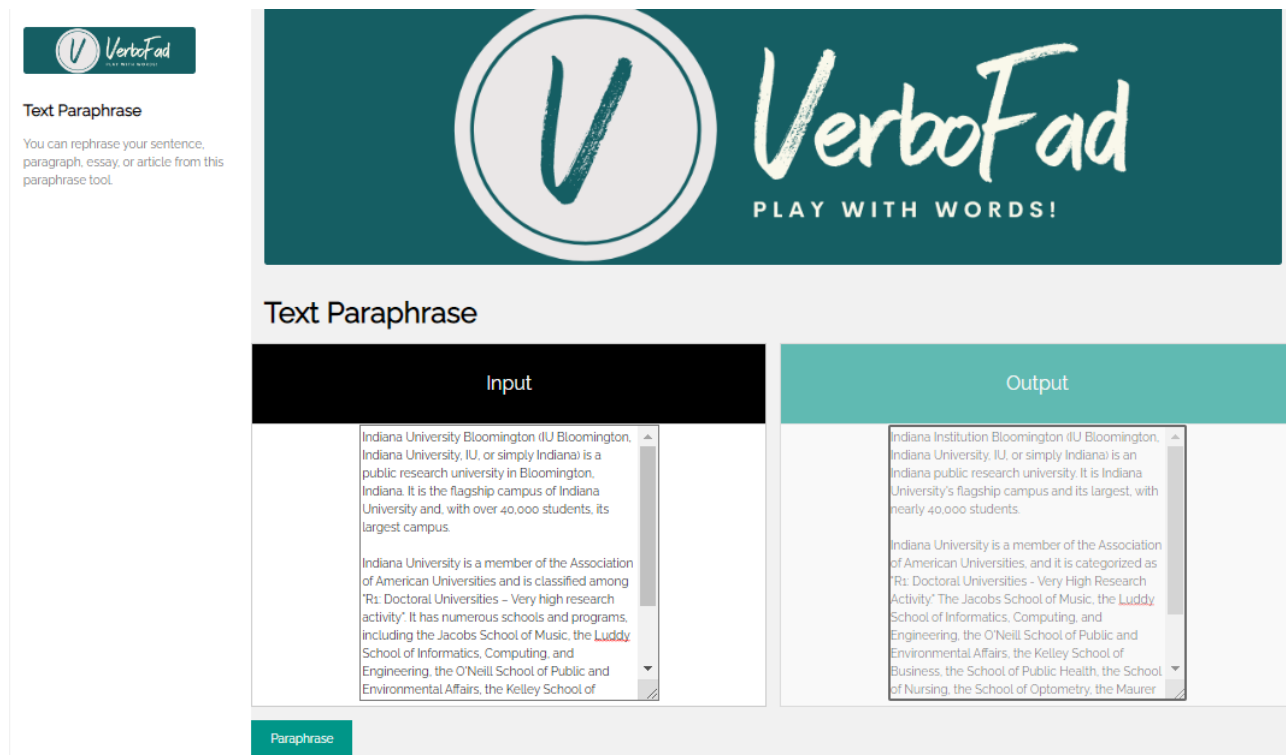 V VerboFad
PLAY WITH WORDS!
Text Paraphrase
You can rephrase your sentence,
paragraph, essay, or article from this
paraphrase tool.
V VerboFad
PLAY WITH WORDS!
Text Paraphrase
Input
Indiana University Bloomington (IU Bloomington,
Indiana University, IU, or simply Indiana) is a
public research university in Bloomington,
Indiana. It is the flagship campus of Indiana
University and, with over 40,000 students, its
largest campus.
Indiana University is a member of the Association
of American Universities and is classified among
"R1: Doctoral Universities – Very high research
activity". It has numerous schools and programs,
including the Jacobs School of Music, the Luddy
School of Informatics, Computing, and
Engineering, the O'Neill School of Public and
Environmental Affairs, the Kelley School of
Output
Indiana Institution Bloomington (IU Bloomington,
Indiana University, IU, or simply Indiana) is an
Indiana public research university. It is Indiana
University's flagship campus and its largest, with
nearly 40,000 students.
Indiana University is a member of the Association
of American Universities, and it is categorized as
"R1: Doctoral Universities - Very High Research
Activity." The Jacobs School of Music, the Luddy
School of Informatics, Computing, and
Engineering, the O'Neill School of Public and
Environmental Affairs, the Kelley School of
Business, the School of Public Health, the School
of Nursing, the School of Optometry, the Maurer
Paraphrase